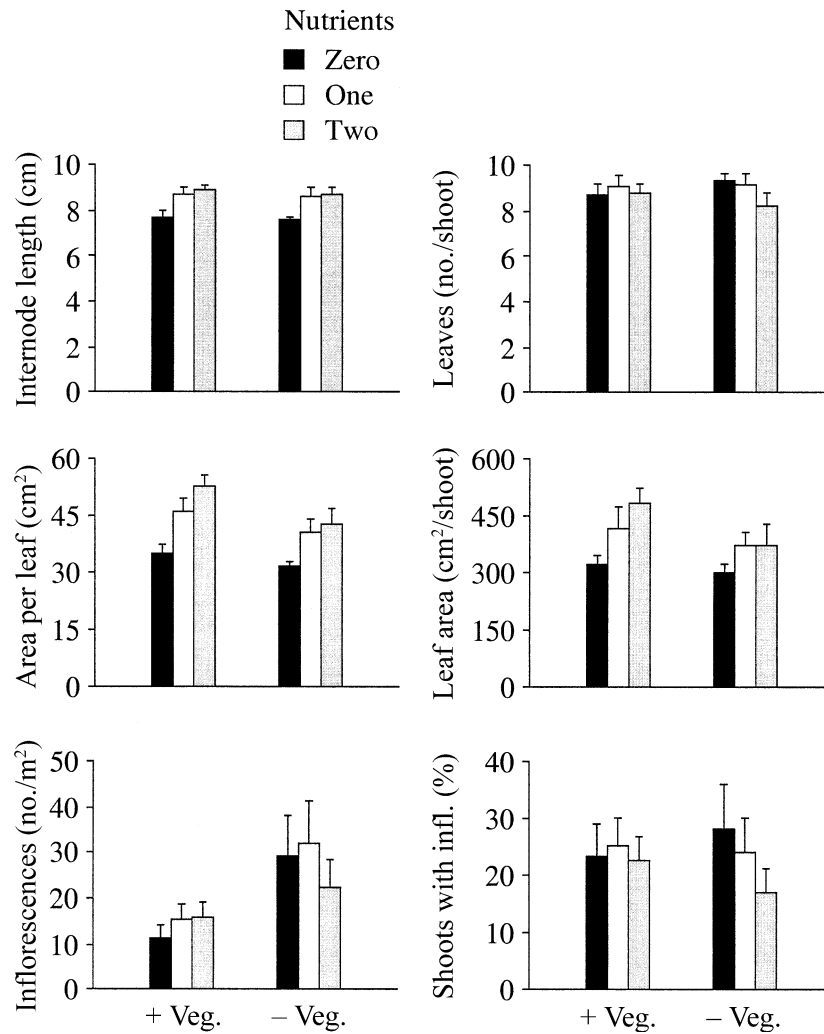 Nutrients
Zero
One
Two
Internode length (cm)
10
8
6
4
2
0
Leaves (no./shoot)
10
8
6
4
2
0
Area per leaf (cm²)
60
45
30
15
0
Leaf area (cm²/shoot)
600
450
300
150
0
Inflorescences (no./m²)
50
40
30
20
10
0
+ Veg.
– Veg.
Shoots with infl. (%)
40
30
20
10
0
+ Veg.
– Veg.